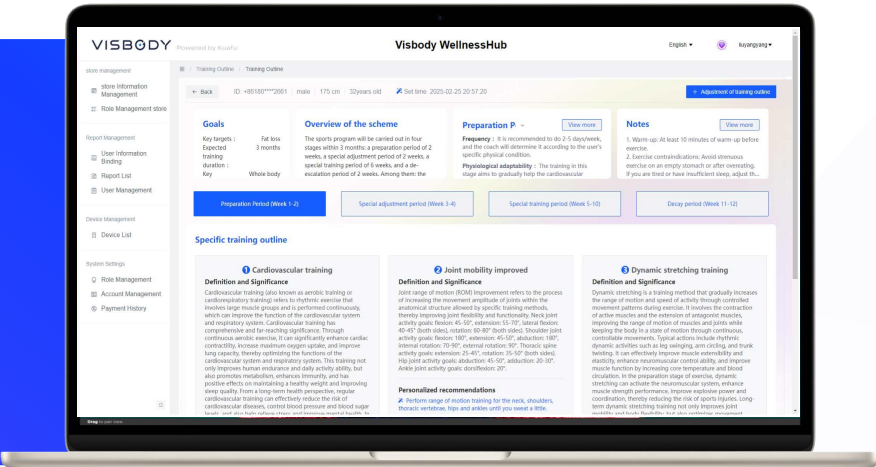 VISBODY Powered by Kuafu
Visbody WellnessHub
English
liuyangyang
store management
store Information
Management
Role Management store
Report Management
User Information
Binding
Report List
User Management
Device Management
Device List
System Settings
Role Management
Account Management
Payment History
/ Training Outline / Training Outline
← Back
ID: +86180****2661 male 175 cm 32years old Set time: 2025-02-25 20:57:20
+ Adjustment of training outline
Goals
Key targets : Fat loss
Expected 3 months
training
duration :
Key Whole body
Overview of the scheme
The sports program will be carried out in four
stages within 3 months: a preparation period of 2
weeks, a special adjustment period of 2 weeks, a
special training period of 6 weeks, and a de-
escalation period of 2 weeks. Among them: the
Preparation P
View more
Frequency : It is recommended to do 2-5 days/week,
and the coach will determine it according to the user's
specific physical condition.
Physiological adaptability : The training in this
stage aims to gradually help the cardiovascular
Notes
View more
1. Warm-up: At least 10 minutes of warm-up before
exercise.
2. Exercise contraindications: Avoid strenuous
exercise on an empty stomach or after overeating.
If you are tired or have insufficient sleep, adjust th...
Preparation Period (Week 1-2)
Special adjustment period (Week 3-4)
Special training period (Week 5-10)
Decay period (Week 11-12)
Specific training outline
1 Cardiovascular training
Definition and Significance
Cardiovascular training (also known as aerobic training or
cardiorespiratory training) refers to rhythmic exercise that
involves large muscle groups and is performed continuously,
which can improve the function of the cardiovascular system
and respiratory system. Cardiovascular training has
comprehensive and far-reaching significance. Through
continuous aerobic exercise, it can significantly enhance cardiac
contractility, increase maximum oxygen uptake, and improve
lung capacity, thereby optimizing the functions of the
cardiovascular system and respiratory system. This training not
only improves human endurance and daily activity ability, but
also promotes metabolism, enhances immunity, and has
positive effects on maintaining a healthy weight and improving
sleep quality. From a long-term health perspective, regular
cardiovascular training can effectively reduce the risk of
cardiovascular diseases, control blood pressure and blood sugar
levels, and also help relieve stress and improve mental health. In
2 Joint mobility improved
Definition and Significance
Joint range of motion (ROM) improvement refers to the process
of increasing the movement amplitude of joints within the
anatomical structure allowed by specific training methods,
thereby improving joint flexibility and functionality. Neck joint
activity goals: flexion: 45-50°, extension: 55-70°, lateral flexion:
40-45° (both sides), rotation: 60-80° (both sides). Shoulder joint
activity goals: flexion: 180°, extension: 45-50°, abduction: 180°,
internal rotation: 70-90°, external rotation: 90°. Thoracic spine
activity goals: extension: 25-45°, rotation: 35-50° (both sides).
Hip joint activity goals: abduction: 45-50°, adduction: 20-30°.
Ankle joint activity goals: dorsiflexion: 20°.
Personalized recommendations
Perform range of motion training for the neck, shoulders,
thoracic vertebrae, hips and ankles until you sweat a little.
3 Dynamic stretching training
Definition and Significance
Dynamic stretching is a training method that gradually increases
the range of motion and speed of activity through controlled
movement patterns during exercise. It involves the contraction
of active muscles and the extension of antagonist muscles,
improving the range of motion of muscles and joints while
keeping the body in a state of motion through continuous,
controllable movements. Typical actions include rhythmic
dynamic activities such as leg swinging, arm circling, and trunk
twisting. It can effectively improve muscle extensibility and
elasticity, enhance neuromuscular control ability, and improve
muscle function by increasing core temperature and blood
circulation. In the preparation stage of exercise, dynamic
stretching can activate the neuromuscular system, enhance
muscle strength performance, improve explosive power and
coordination, thereby reducing the risk of sports injuries. Long-
term dynamic stretching training not only improves joint
mobility and body flexibility, but also optimizes movement
Drag to pan view.